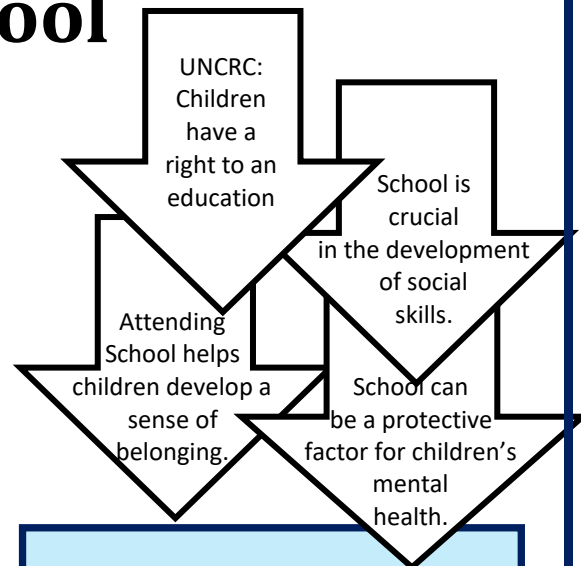 ool
UNCRC:
Children
have a
right to an
education
School is
crucial
in the development
of social
skills.
Attending
School helps
children develop a
sense of
belonging.
School can
be a protective
factor for children’s
mental
health.